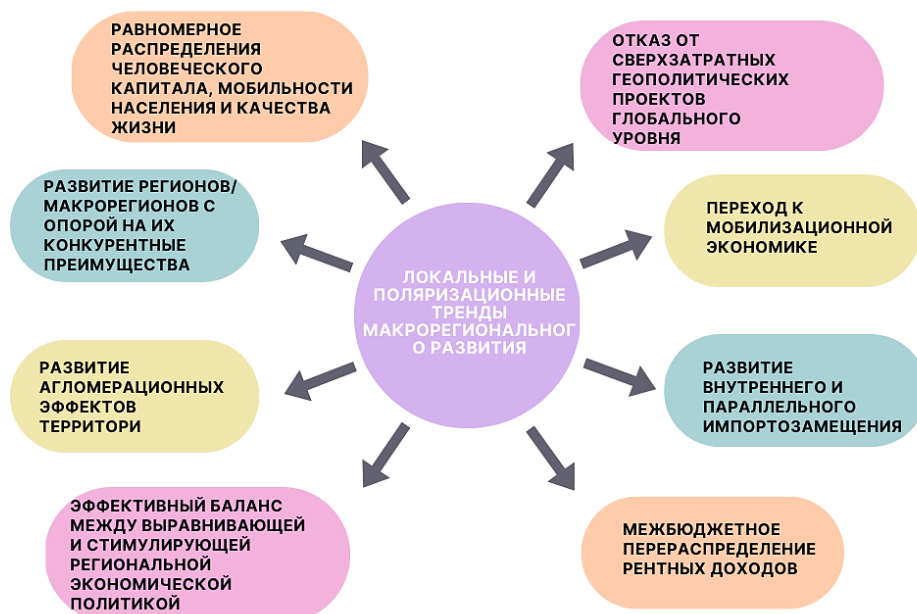 РАВНОМЕРНОЕ
РАСПРЕДЕЛЕНИЯ
ЧЕЛОВЕЧЕСКОГО
КАПИТАЛА, МОБИЛЬНОСТИ
НАСЕЛЕНИЯ И КАЧЕСТВА
ЖИЗНИ
ОТКАЗ ОТ
СВЕРХЗАТРАТНЫХ
ГЕОПОЛИТИЧЕСКИХ
ПРОЕКТОВ
ГЛОБАЛЬНОГО
УРОВНЯ
РАЗВИТИЕ РЕГИОНОВ/
МАКРОРЕГИОНОВ С
ОПОРОЙ НА ИХ
КОНКУРЕНТНЫЕ
ПРЕИМУЩЕСТВА
ПЕРЕХОД К
МОБИЛИЗАЦИОННОЙ
ЭКОНОМИКЕ
ЛОКАЛЬНЫЕ И
ПОЛЯРИЗАЦИОННЫЕ
ТРЕНДЫ
МАКРОРЕГИОНАЛЬНОГ
О РАЗВИТИЯ
РАЗВИТИЕ
АГЛОМЕРАЦИОННЫХ
ЭФФЕКТОВ
ТЕРРИТОРИ
РАЗВИТИЕ
ВНУТРЕННЕГО И
ПАРАЛЛЕЛЬНОГО
ИМПОРТОЗАМЕЩЕНИЯ
ЭФФЕКТИВНЫЙ БАЛАНС
МЕЖДУ ВЫРАВНИВАЮЩЕЙ
И СТИМУЛИРУЮЩЕЙ
РЕГИОНАЛЬНОЙ
ЭКОНОМИЧЕСКОЙ
ПОЛИТИКОЙ
МЕЖБЮДЖЕТНОЕ
ПЕРЕРАСПРЕДЕЛЕНИЕ
РЕНТНЫХ ДОХОДОВ